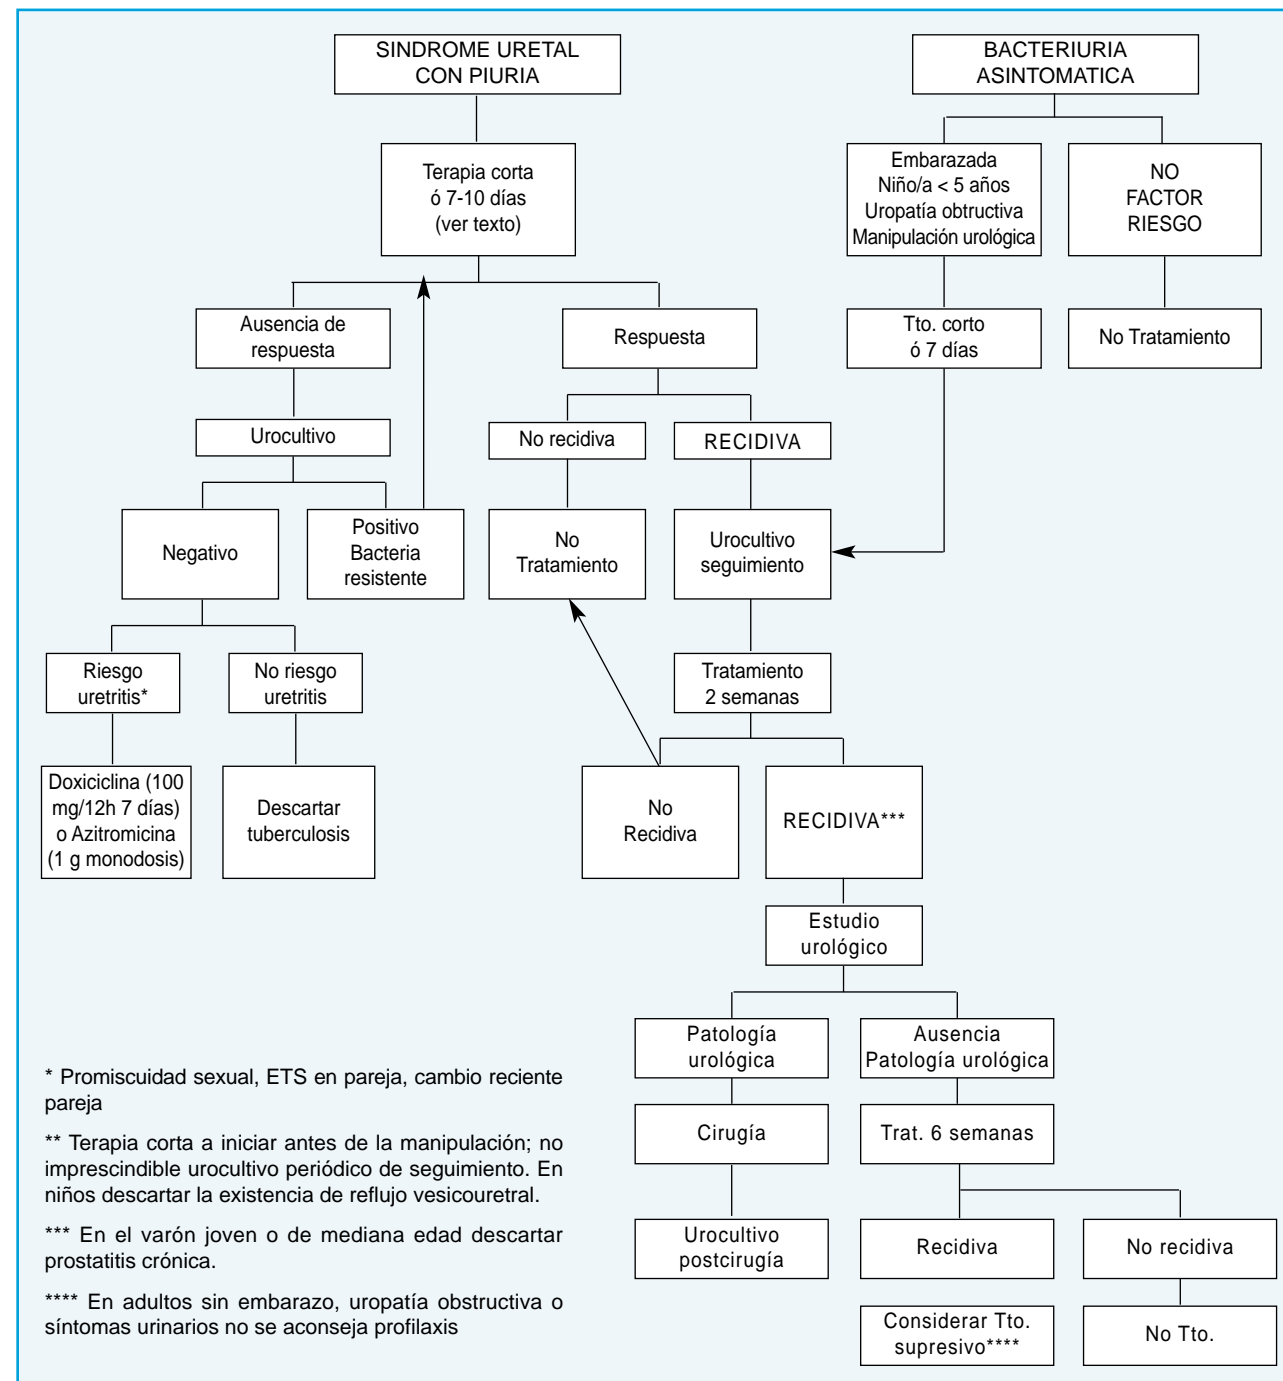 SINDROME URETAL
CON PIURIA
BACTERIURIA
ASINTOMATICA
Terapia corta
ó 7-10 días
(ver texto)
Embarazada
Niño/a < 5 años
Uropatía obtructiva
Manipulación urológica
NO
FACTOR
RIESGO
Ausencia de
respuesta
Respuesta
Tto. corto
ó 7 días
No Tratamiento
Urocultivo
No recidiva
RECIDIVA
Negativo
Positivo
Bacteria
resistente
No
Tratamiento
Urocultivo
seguimiento
Riesgo
uretritis*
No riesgo
uretritis
Tratamiento
2 semanas
Doxiciclina (100
mg/12h 7 días)
o Azitromicina
(1 g monodosis)
Descartar
tuberculosis
No
Recidiva
RECIDIVA***
Estudio
urológico
Patología
urológica
Ausencia
Patología urológica
Cirugía
Trat. 6 semanas
Urocultivo
postcirugía
Recidiva
No recidiva
Considerar Tto.
supresivo****
No Tto.
* Promiscuidad sexual, ETS en pareja, cambio reciente
pareja
** Terapia corta a iniciar antes de la manipulación; no
imprescindible urocultivo periódico de seguimiento. En
niños descartar la existencia de reflujo vesicouretral.
*** En el varón joven o de mediana edad descartar
prostatitis crónica.
**** En adultos sin embarazo, uropatía obstructiva o
síntomas urinarios no se aconseja profilaxis